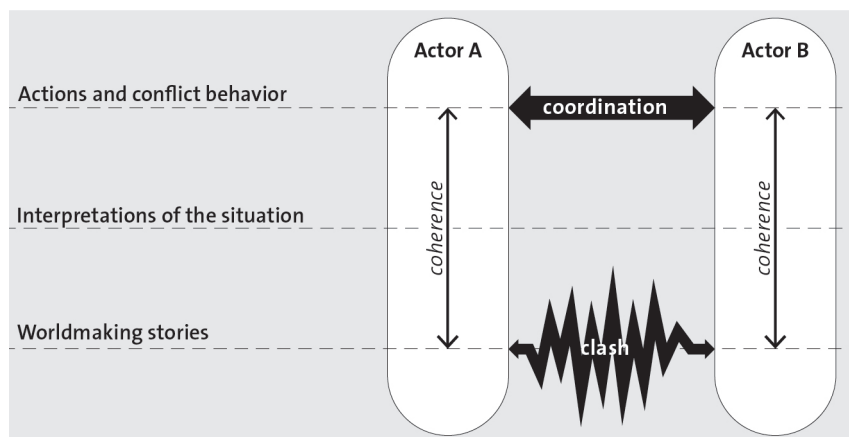 Actor A
Actor B
Actions and conflict behavior
coordination
coherence
coherence
Interpretations of the situation
Worldmaking stories
clash